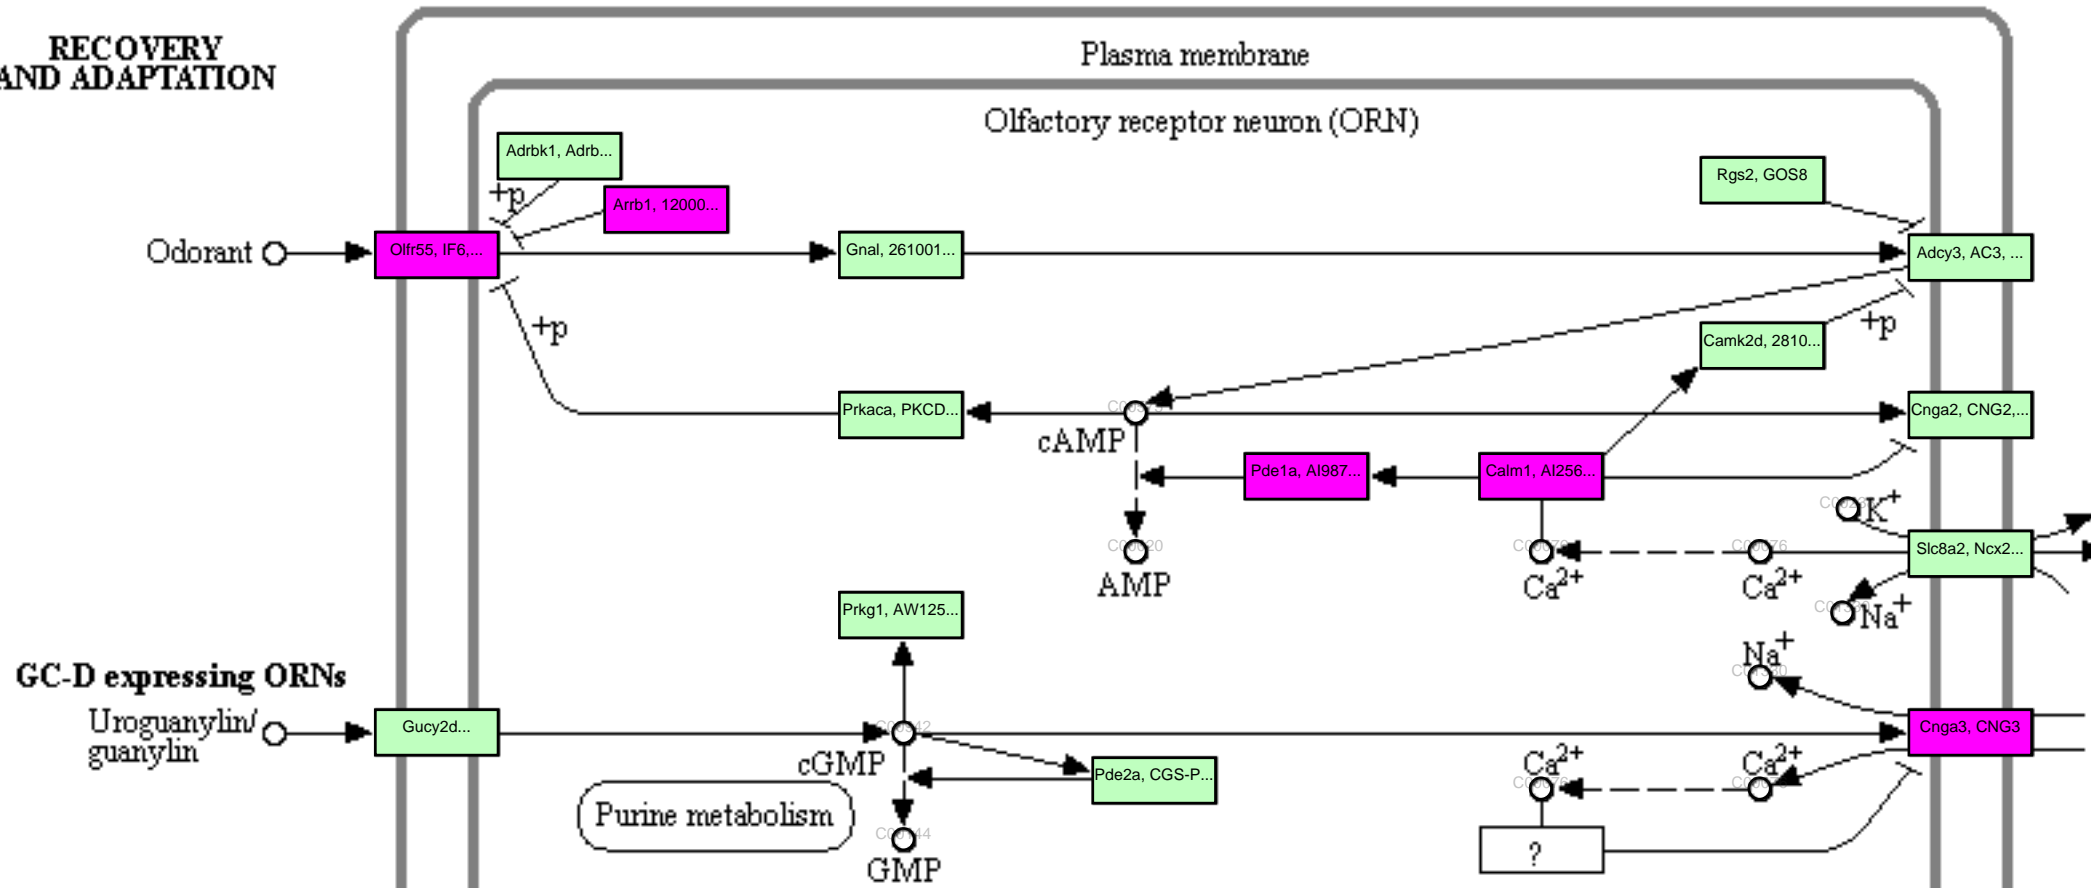 RECOVERY
AND ADAPTATION
Plasma membrane
Olfactory receptor neuron (ORN)
Adrbk1, Adrb...
+p
Arrb1, 12000...
Rgs2, GOS8
Odorant
Olfr55, IF6,...
Gnal, 261001...
Adcy3, AC3, ...
+p
Camk2d, 2810...
+p
Prkaca, PKCD...
cAMP
Cnga2, CNG2,...
Pde1a, AI987...
Calm1, AI256...
K+
C00020
AMP
Ca2+
C00076
Ca2+
Slc8a2, Ncx2...
Na+
Prkg1, AW125...
GC-D expressing ORNs
Na+
Uroguanylin/
guanylin
Gucy2d...
cGMP
Cnga3, CNG3
Pde2a, CGS-P...
Ca2+
Ca2+
Purine metabolism
C00144
GMP
?